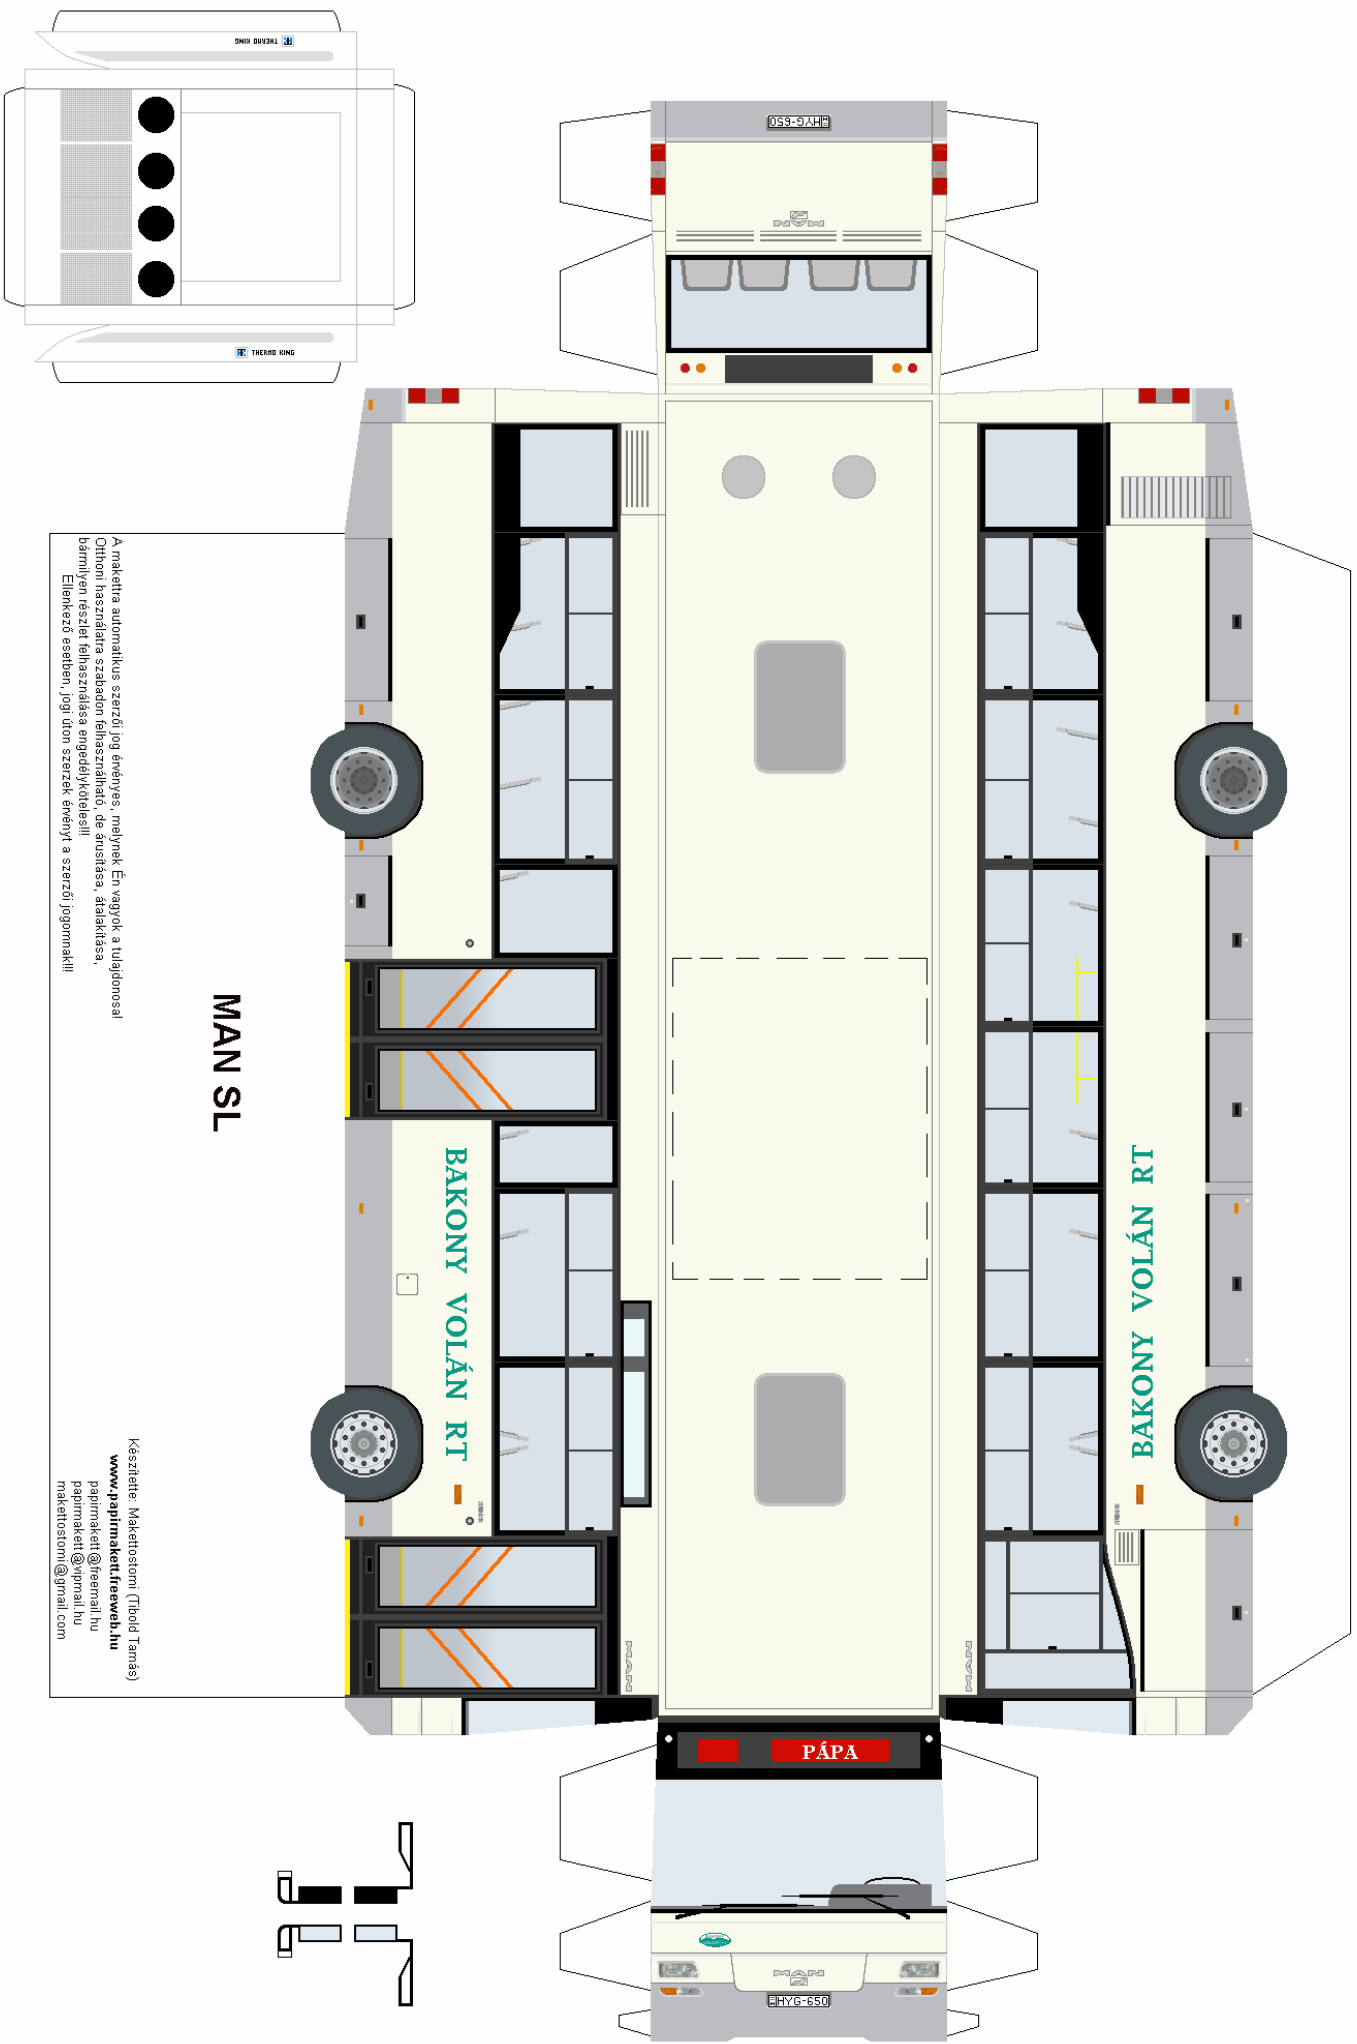 THERMO KING
THERMO KING
HYG-650
MAN
A makettra automatikus szerzői jog érvényes, melynek Én vagyok a tulajdonosa!
Otthoni használatra szabadon felhasználható, de árusítása, átalakítása,
bármilyen részlet felhasználása engedélyköteles!!!
Ellenkező esetben, jogi úton szerzek érvényt a szerzői jogomnak!!!
MAN SL
BAKONY VOLÁN RT
BAKONY VOLÁN RT
Készítette: Makettostomi (Tibold Tamás)
www.papirmakett.freeweb.hu
papirmakett@freemail.hu
papirmakett@vipmail.hu
makettostomi@gmail.com
MAN
MAN
PÁPA
MAN
HYG-650